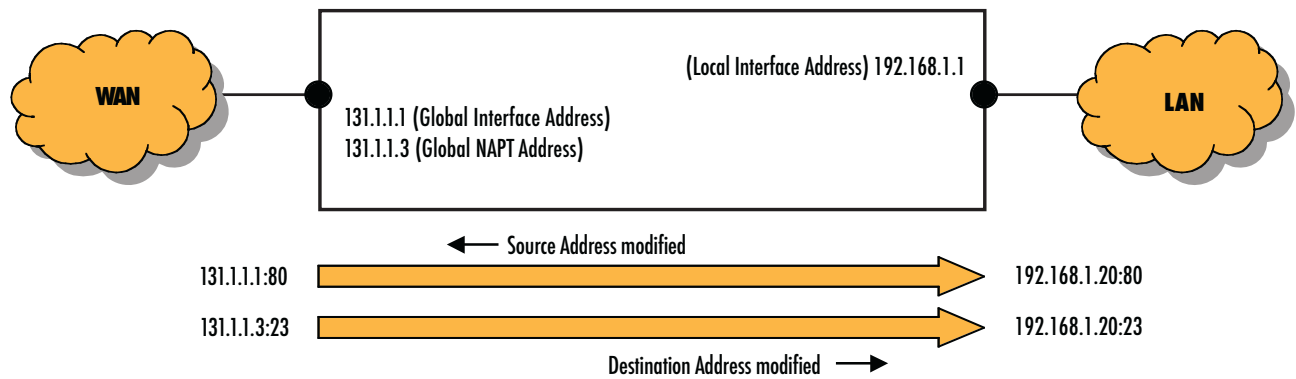 WAN
(Local Interface Address) 192.168.1.1
LAN
131.1.1.1 (Global Interface Address)
131.1.1.3 (Global NAPT Address)
Source Address modified
131.1.1.1:80
192.168.1.20:80
131.1.1.3:23
192.168.1.20:23
Destination Address modified